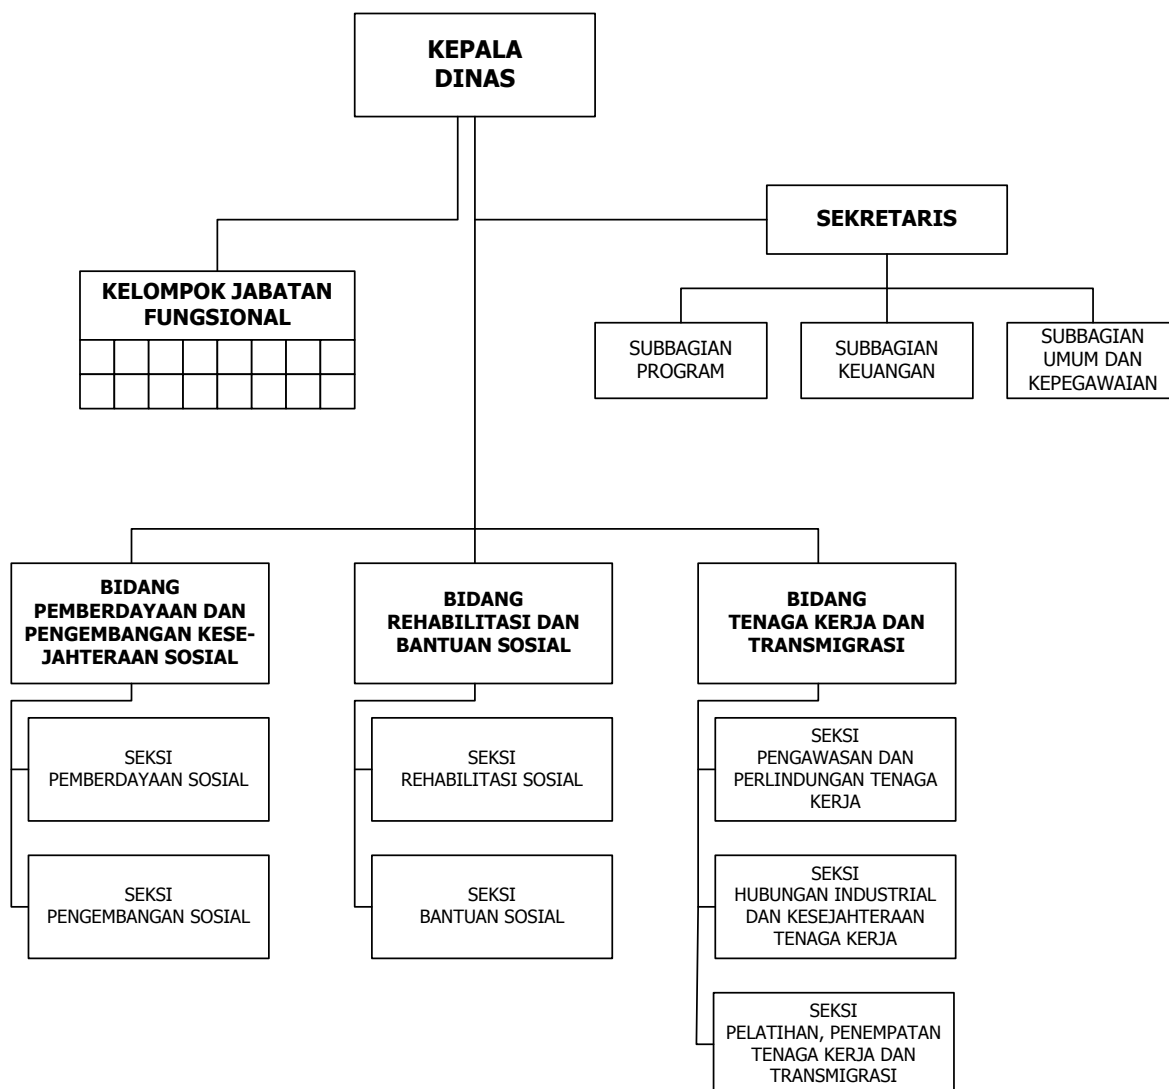 KEPALA
DINAS
SEKRETARIS
KELOMPOK JABATAN
FUNGSIONAL
SUBBAGIAN
PROGRAM
SUBBAGIAN
KEUANGAN
SUBBAGIAN
UMUM DAN
KEPEGAWAIAN
BIDANG
PEMBERDAYAAN DAN
PENGEMBANGAN KESE-
JAHTERAAN SOSIAL
BIDANG
REHABILITASI DAN
BANTUAN SOSIAL
BIDANG
TENAGA KERJA DAN
TRANSMIGRASI
SEKSI
PEMBERDAYAAN SOSIAL
SEKSI
REHABILITASI SOSIAL
SEKSI
PENGAWASAN DAN
PERLINDUNGAN TENAGA
KERJA
SEKSI
PENGEMBANGAN SOSIAL
SEKSI
BANTUAN SOSIAL
SEKSI
HUBUNGAN INDUSTRIAL
DAN KESEJAHTERAAN
TENAGA KERJA
SEKSI
PELATIHAN, PENEMPATAN
TENAGA KERJA DAN
TRANSMIGRASI